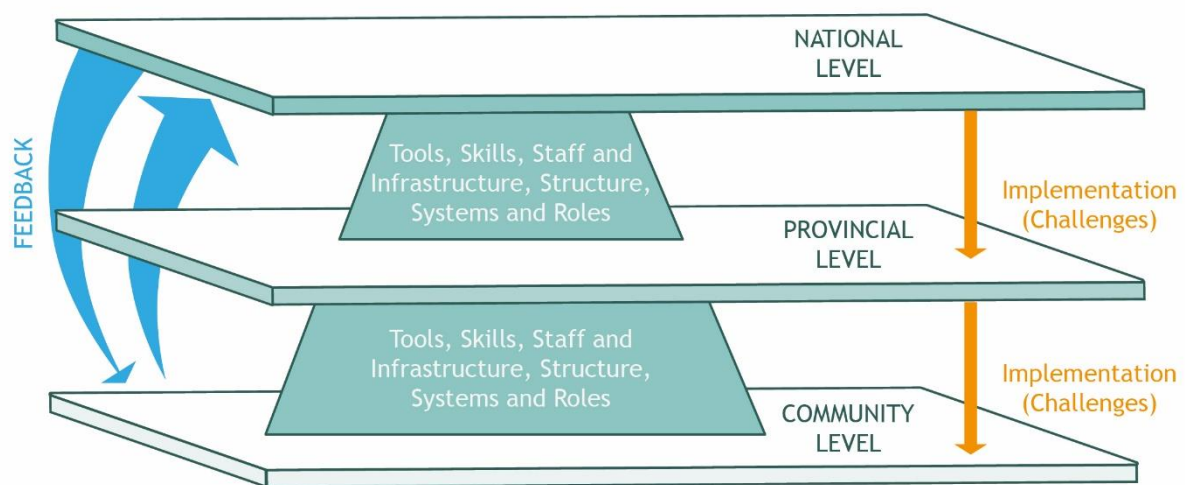 NATIONAL
LEVEL
FEEDBACK
Tools, Skills, Staff and
Infrastructure, Structure,
Systems and Roles
Implementation
(Challenges)
PROVINCIAL
LEVEL
Tools, Skills, Staff and
Infrastructure, Structure,
Systems and Roles
Implementation
(Challenges)
COMMUNITY
LEVEL